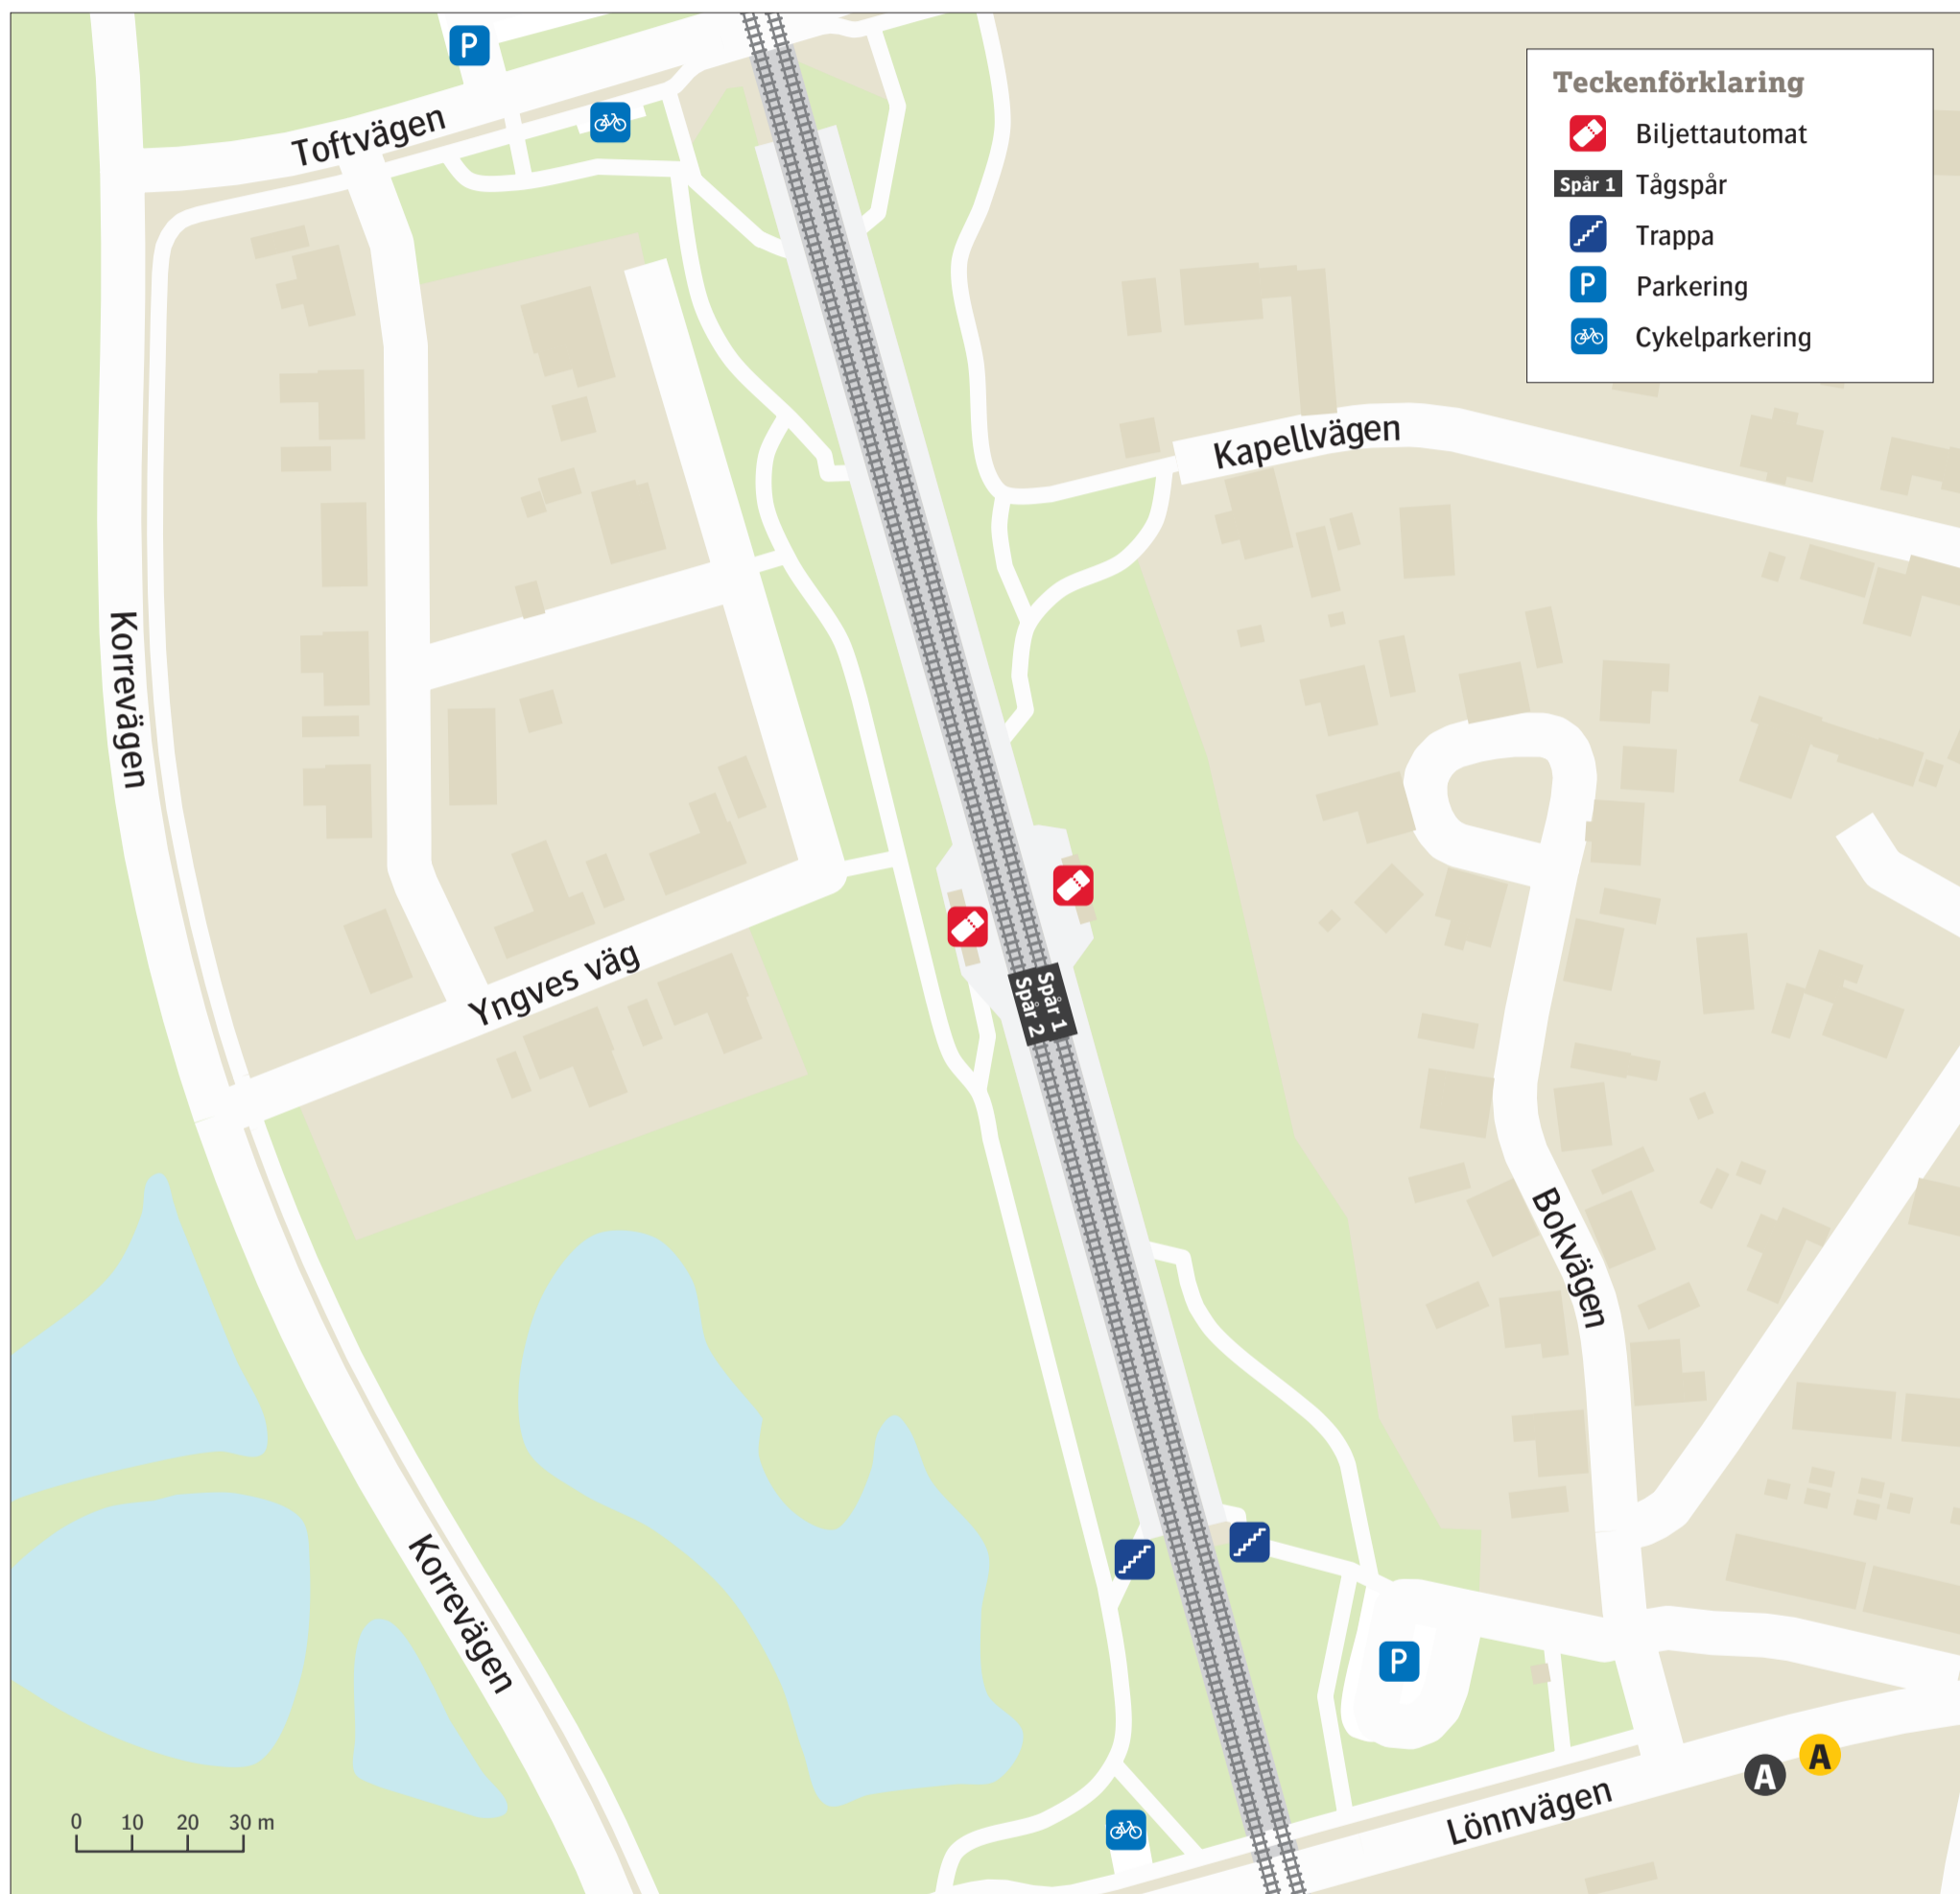 P
Toftvägen
Teckenförklaring
Biljettautomat
Spår 1 Tågspår
Trappa
P Parkering
Cykelparkering
Kapellvägen
Korrevägen
Yngves väg
Spår 1
Spår 2
Bokvägen
Korrevägen
P
A
A
Lönnvägen
0 10 20 30 m